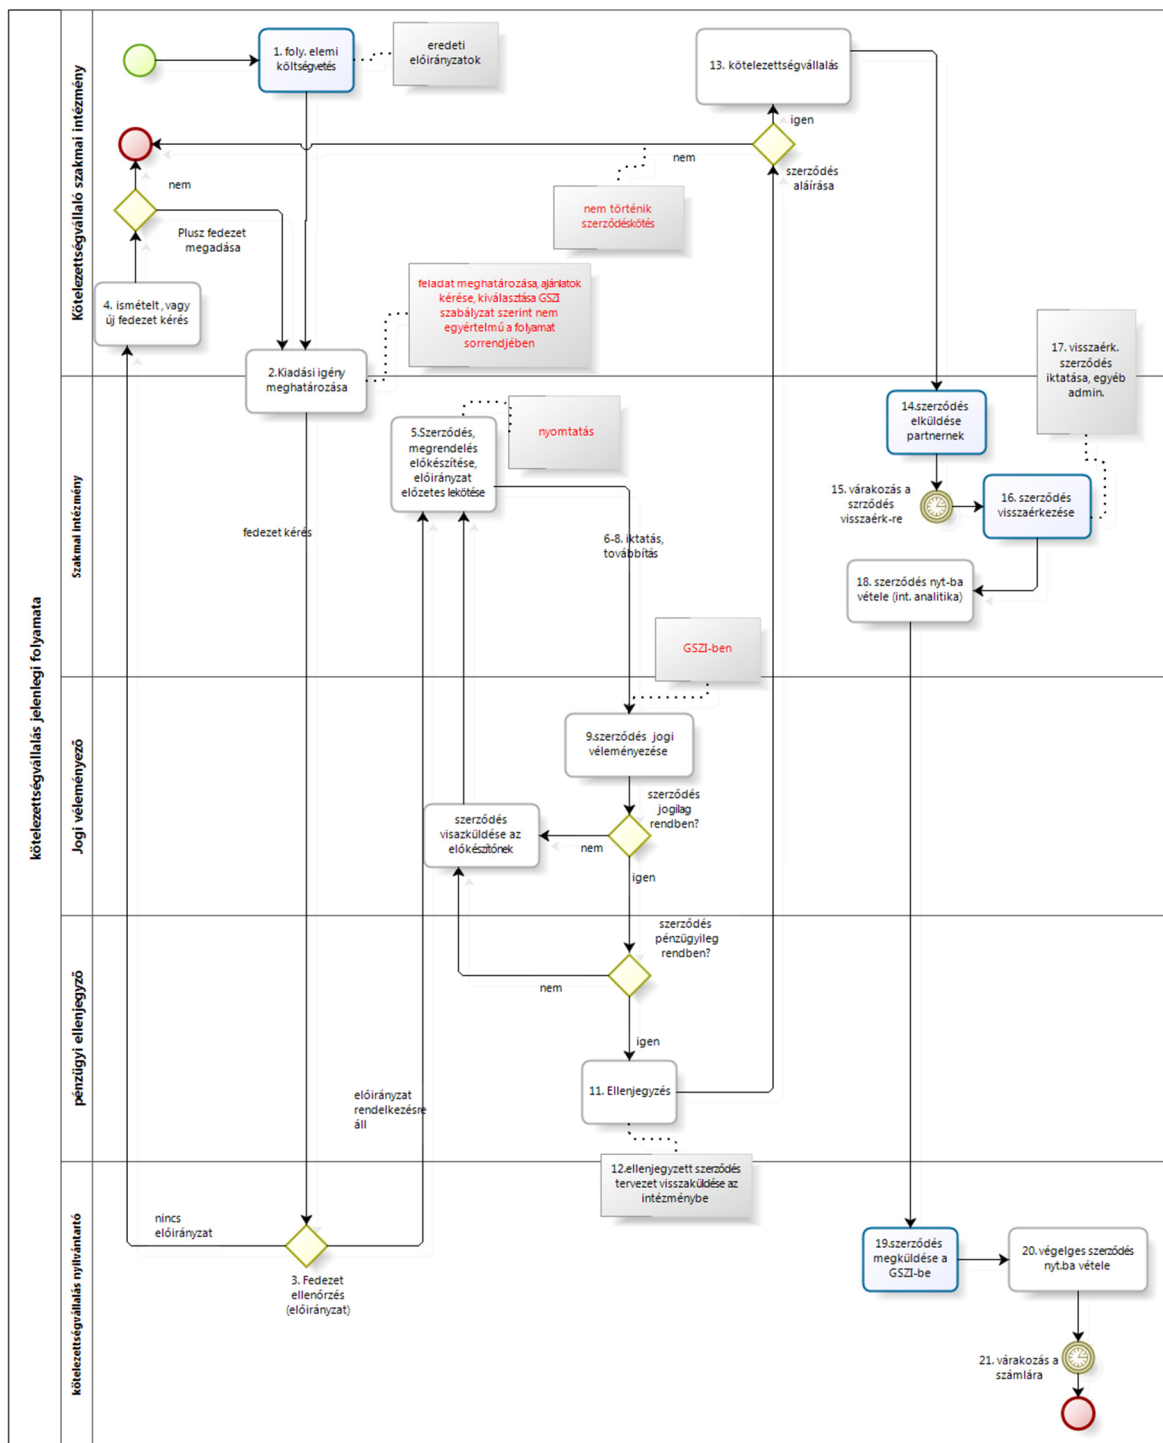 kötelezettségvállalás jelenlegi folyamata
Kötelezettségvállaló szakmai intézmény
1. foly. elemi
költségvetés
eredeti
előirányzatok
13. kötelezettségvállalás
igen
nem
szerződés
aláírása
nem történik
szerződéskötés
nem
Plusz fedezet
megadása
4. ismételt, vagy
új fedezet kérés
feladat meghatározása, ajánlatok
kérése, kiválasztása GSZI
szabályzat szerint nem
egyértelmű a folyamat
sorrendjében
2.Kiadási igény
meghatározása
17. visszaérk.
szerződés
iktatása, egyéb
admin.
Szakmai intézmény
5.Szerződés,
megrendelés
előkészítése,
előirányzat
előzetes lekötése
nyomtatás
14.szerződés
elküldése
partnernek
15. várakozás a
szrződés
visszaérk-re
16. szerződés
visszaérkezése
fedezet kérés
6-8. iktatás,
továbbítás
18. szerződés nyt-ba
vétele (int. analitika)
GSZI-ben
Jogi véleményező
9.szerződés jogi
véleményezése
szerződés
jogilag
rendben?
szerződés
visazküldése az
előkészítőnek
nem
igen
pénzügyi ellenjegyző
szerződés
pénzügyileg
rendben?
nem
igen
11. Ellenjegyzés
előirányzat
rendelkezésre
áll
12.ellenjegyzett szerződés
tervezet visszaküldése az
intézménybe
kötelezettségvállalás nyilvántartó
nincs
előirányzat
3. Fedezet
ellenőrzés
(előirányzat)
19.szerződés
megküldése a
GSZI-be
20. végelges szerződés
nyt.ba vétele
21. várakozás a
számlára